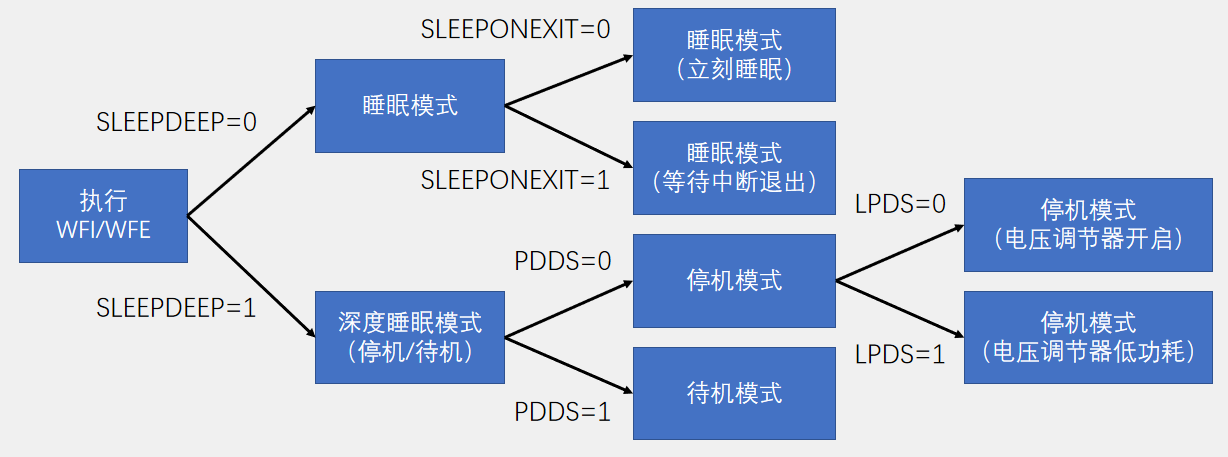 SLEEPONEXIT=0
睡眠模式
（立刻睡眠）
睡眠模式
SLEEPDEEP=0
SLEEPONEXIT=1
睡眠模式
（等待中断退出）
执行
WFI/WFE
LPDS=0
停机模式
（电压调节器开启）
PDDS=0
停机模式
SLEEPDEEP=1
深度睡眠模式
（停机/待机）
停机模式
（电压调节器低功耗）
LPDS=1
待机模式
PDDS=1